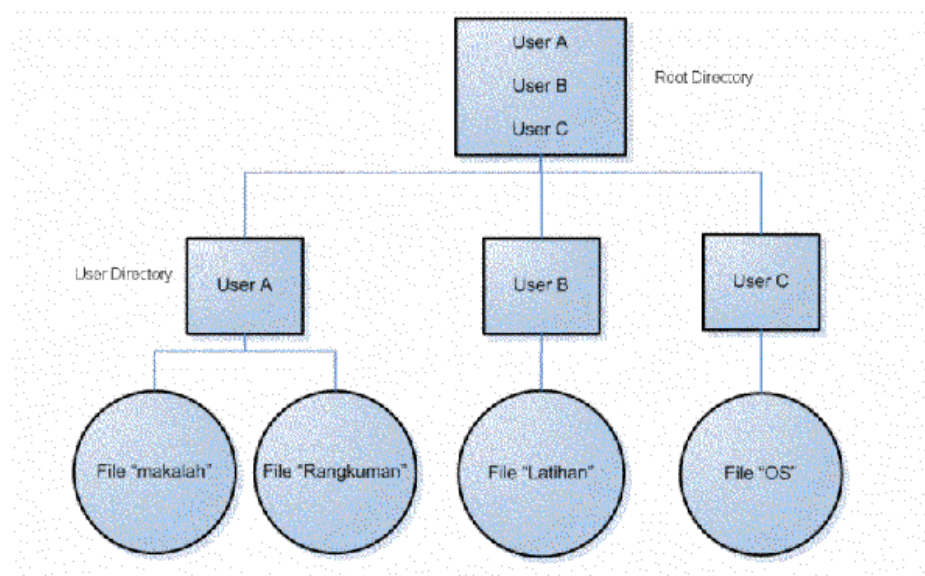 User A
User B
User C
Root Directory
User Directory
User A
User B
User C
File "makalah"
File "Rangkuman"
File "Latihan"
File "OS"